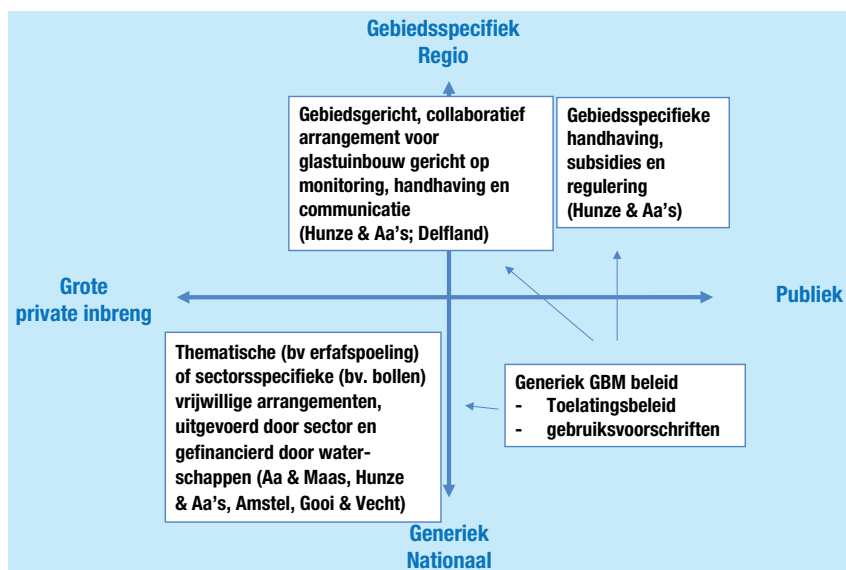 Gebiedsspecifiek
Regio
Gebiedsgericht, collaboratief
arrangement voor
glastuinbouw gericht op
monitoring, handhaving en
communicatie
(Hunze & Aa's; Delfland)
Gebiedsspecifieke
handhaving,
subsidies en
regulering
(Hunze & Aa's)
Grote
private inbreng
Publiek
Thematische (bv erfafspoeling)
of sectorsspecifieke (bv. bollen)
vrijwillige arrangementen,
uitgevoerd door sector en
gefinancierd door water-
schappen (Aa & Maas, Hunze
& Aa's, Amstel, Gooi & Vecht)
Generiek GBM beleid
- Toelatingsbeleid
- gebruiksvoorschriften
Generiek
Nationaal